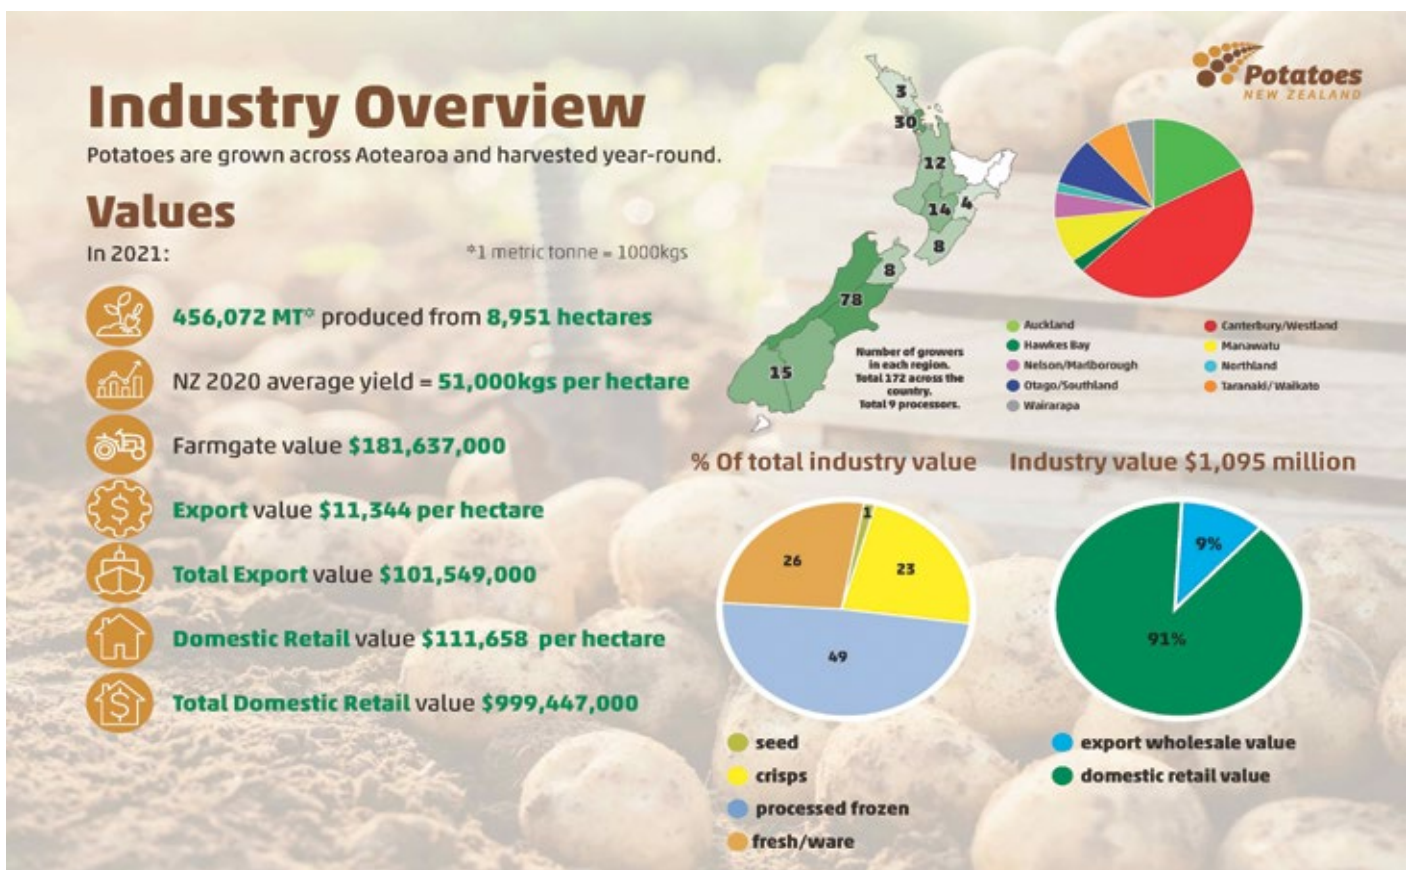 Industry Overview
Potatoes are grown across Aotearoa and harvested year-round.
Values
In 2021:
*1 metric tonne = 1000kgs
456,072 MT* produced from 8,951 hectares
NZ 2020 average yield = 51,000kgs per hectare
Farmgate value $181,637,000
Export value $11,344 per hectare
Total Export value $101,549,000
Domestic Retail value $111,658 per hectare
Total Domestic Retail value $999,447,000
3
30
12
14
4
8
8
78
15
Number of growers
in each region.
Total 172 across the
country.
Total 9 processors.
Potatoes
NEW ZEALAND
Auckland
Canterbury/Westland
Hawkes Bay
Manawatu
Nelson/Marlborough
Northland
Otago/Southland
Taranaki/Waikato
Wairarapa
% Of total industry value
1
26
23
49
seed
crisps
processed frozen
fresh/ware
Industry value $1,095 million
9%
91%
export wholesale value
domestic retail value